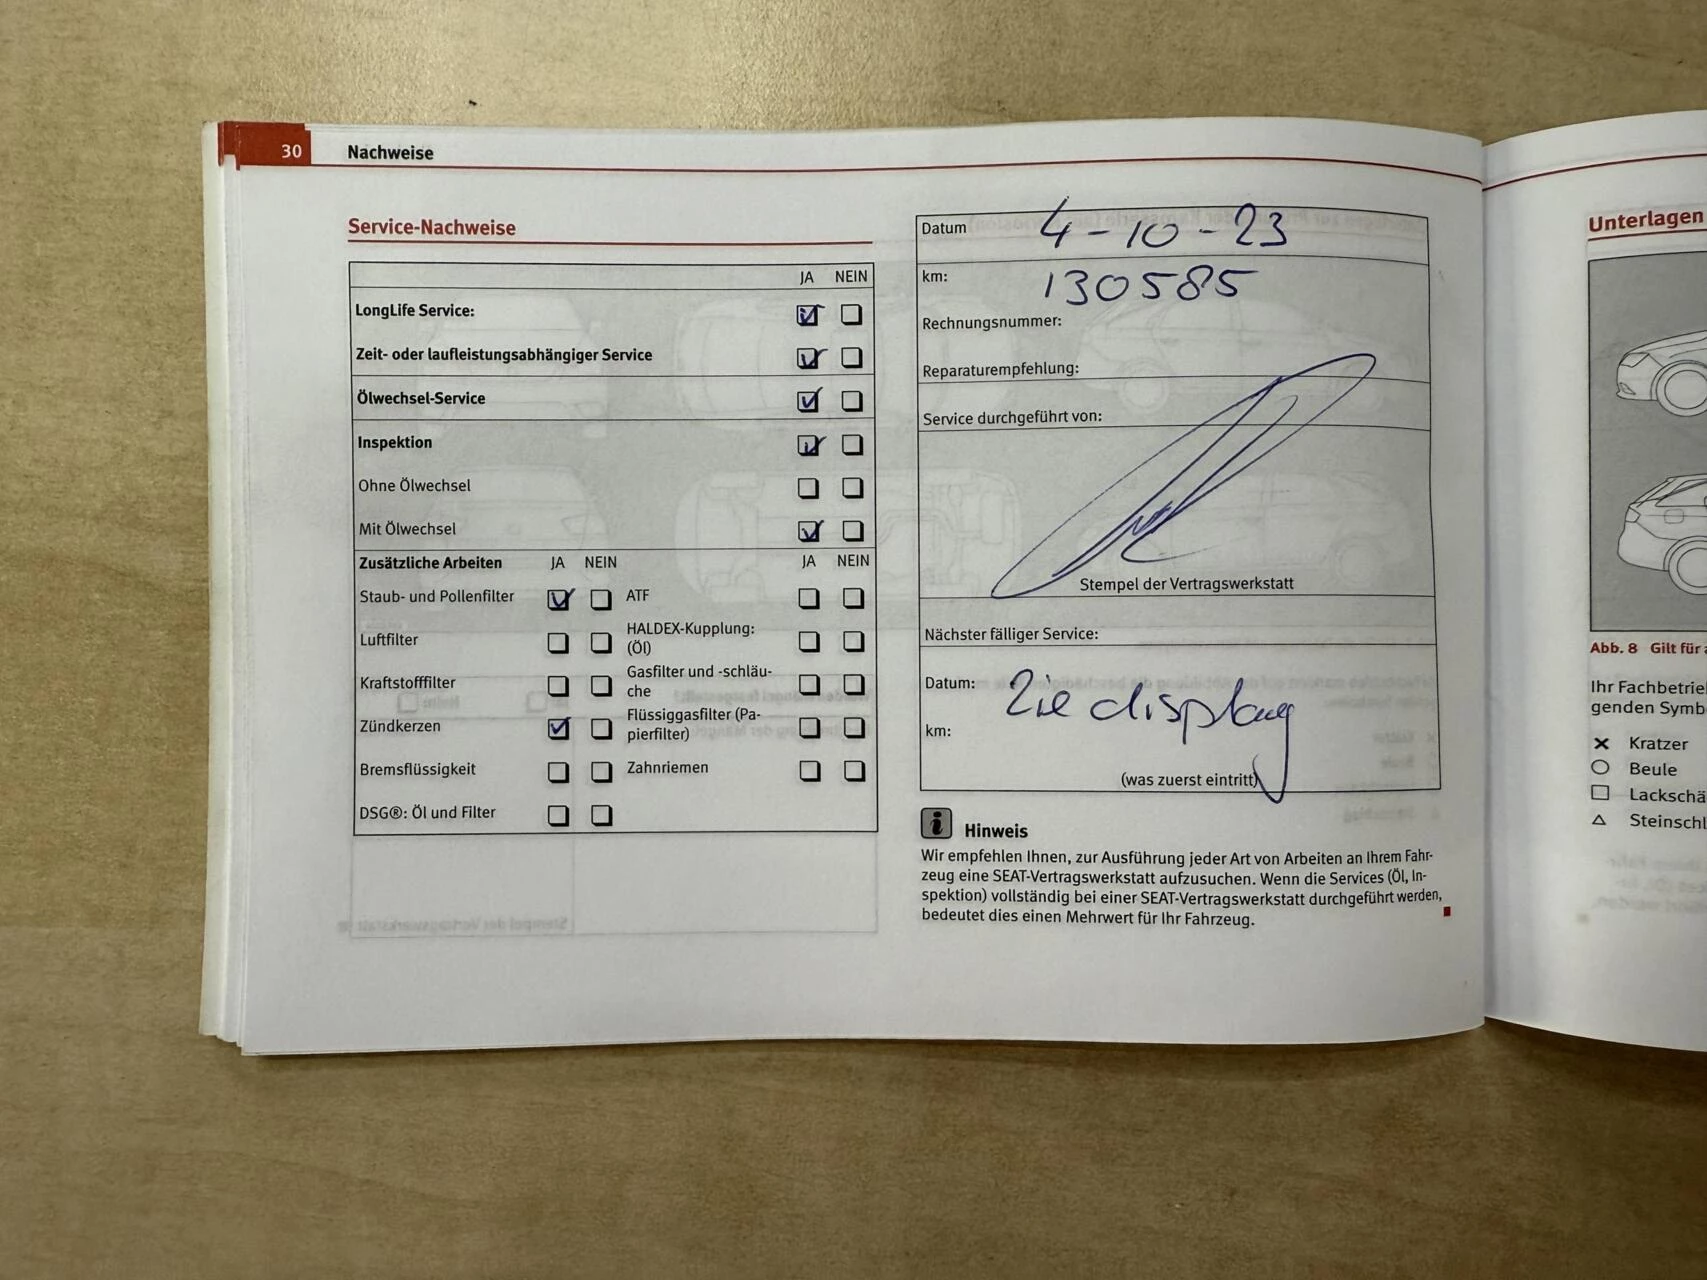 30 Nachweise
Service-Nachweise
JA NEIN
LongLife Service:
Zeit- oder laufleistungsabhängiger Service
Ölwechsel-Service
Inspektion
Ohne Ölwechsel
Mit Ölwechsel
Zusätzliche Arbeiten JA NEIN JA NEIN
Staub- und Pollenfilter ATF
Luftfilter HALDEX-Kupplung:
(Öl)
Kraftstofffilter Gasfilter und -schläu-
che
Zündkerzen Flüssiggasfilter (Pa-
pierfilter)
Bremsflüssigkeit Zahnriemen
DSG®: Öl und Filter
Datum 4-10-23
km: 130585
Rechnungsnummer:
Reparaturempfehlung:
Service durchgeführt von:
Stempel der Vertragswerkstatt
Nächster fälliger Service:
Datum: Zie display
km:
(was zuerst eintritt)
Hinweis
Wir empfehlen Ihnen, zur Ausführung jeder Art von Arbeiten an Ihrem Fahr-
zeug eine SEAT-Vertragswerkstatt aufzusuchen. Wenn die Services (Öl, In-
spektion) vollständig bei einer SEAT-Vertragswerkstatt durchgeführt werden,
bedeutet dies einen Mehrwert für Ihr Fahrzeug.
Unterlagen
Abb. 8 Gilt für
Ihr Fachbetrie
genden Symb
Kratzer
Beule
Lackschä
Steinschl